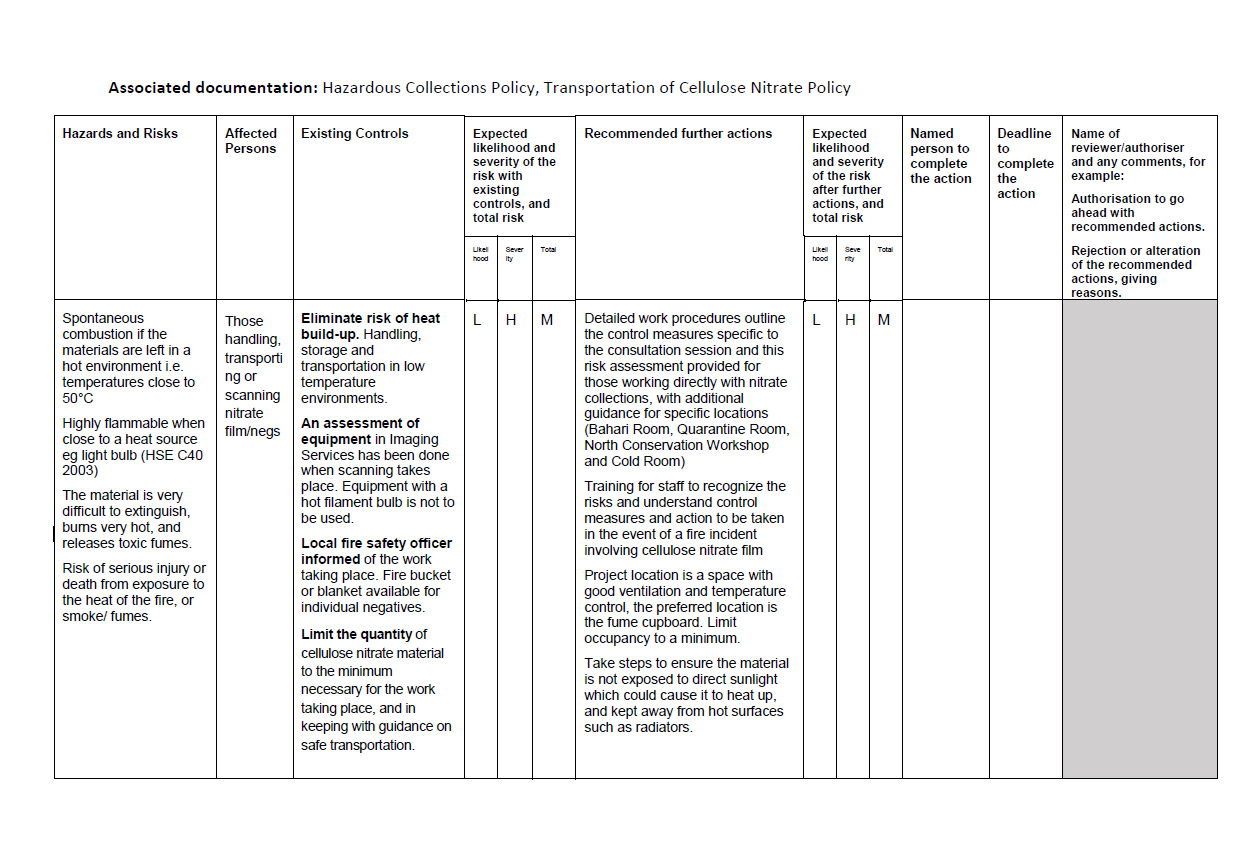 Associated documentation: Hazardous Collections Policy, Transportation of Cellulose Nitrate Policy
Hazards and Risks
Affected
Persons
Existing Controls
Expected
likelihood and
severity of the
risk with
existing
controls, and
total risk
Likeli
hood
Sever
ity
Total
Recommended further actions
Expected
likelihood
and severity
of the risk
after further
actions, and
total risk
Likeli
hood
Seve
rity
Total
Named
person to
complete
the action
Deadline
to
complete
the
action
Name of
reviewer/authoriser
and any comments, for
example:
Authorisation to go
ahead with
recommended actions.
Rejection or alteration
of the recommended
actions, giving
reasons.
Spontaneous
combustion if the
materials are left in a
hot environment i.e.
temperatures close to
50°C
Highly flammable when
close to a heat source
eg light bulb (HSE C40
2003)
The material is very
difficult to extinguish,
burns very hot, and
releases toxic fumes.
Risk of serious injury or
death from exposure to
the heat of the fire, or
smoke/ fumes.
Those
handling,
transporti
ng or
scanning
nitrate
film/negs
Eliminate risk of heat
build-up. Handling,
storage and
transportation in low
temperature
environments.
An assessment of
equipment in Imaging
Services has been done
when scanning takes
place. Equipment with a
hot filament bulb is not to
be used.
Local fire safety officer
informed of the work
taking place. Fire bucket
or blanket available for
individual negatives.
Limit the quantity of
cellulose nitrate material
to the minimum
necessary for the work
taking place, and in
keeping with guidance on
safe transportation.
L
H
M
Detailed work procedures outline
the control measures specific to
the consultation session and this
risk assessment provided for
those working directly with nitrate
collections, with additional
guidance for specific locations
(Bahari Room, Quarantine Room,
North Conservation Workshop
and Cold Room)
Training for staff to recognize the
risks and understand control
measures and action to be taken
in the event of a fire incident
involving cellulose nitrate film
Project location is a space with
good ventilation and temperature
control, the preferred location is
the fume cupboard. Limit
occupancy to a minimum.
Take steps to ensure the material
is not exposed to direct sunlight
which could cause it to heat up,
and kept away from hot surfaces
such as radiators.
L
H
M